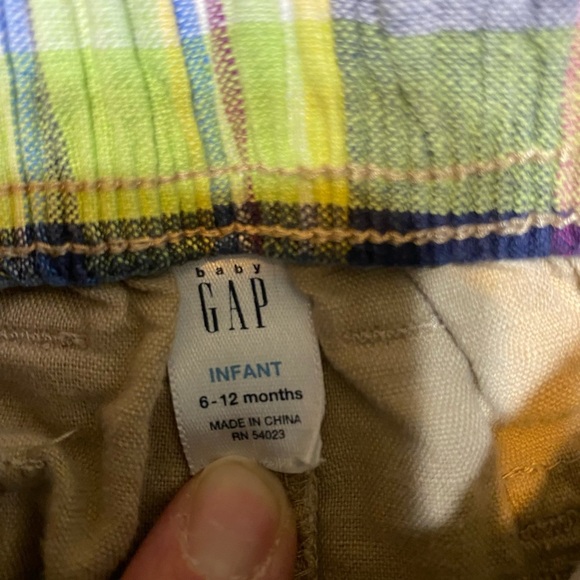 baby
GAP
INFANT
6-12 months
MADE IN CHINA
RN 54023